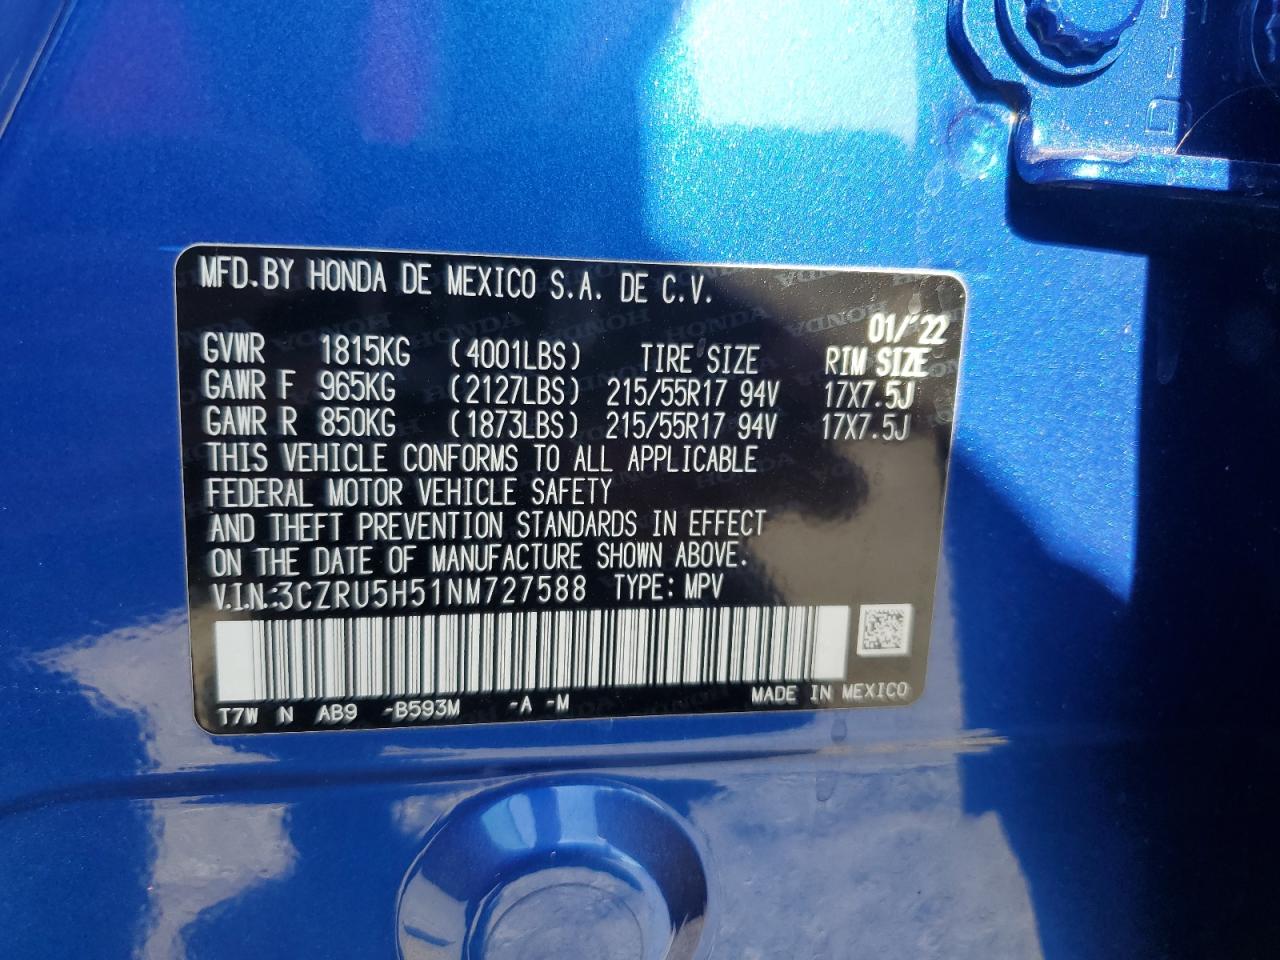 MFD.BY HONDA DE MEXICO S.A. DE C.V.
01/'22
GVWR 1815KG (4001LBS) TIRE SIZE RIM SIZE
GAWR F 965KG (2127LBS) 215/55R17 94V 17X7.5J
GAWR R 850KG (1873LBS) 215/55R17 94V 17X7.5J
THIS VEHICLE CONFORMS TO ALL APPLICABLE
FEDERAL MOTOR VEHICLE SAFETY
AND THEFT PREVENTION STANDARDS IN EFFECT
ON THE DATE OF MANUFACTURE SHOWN ABOVE.
V.I.N.:3CZRU5H51NM727588 TYPE: MPV
MADE IN MEXICO
T7W N AB9 -B593M -A -M